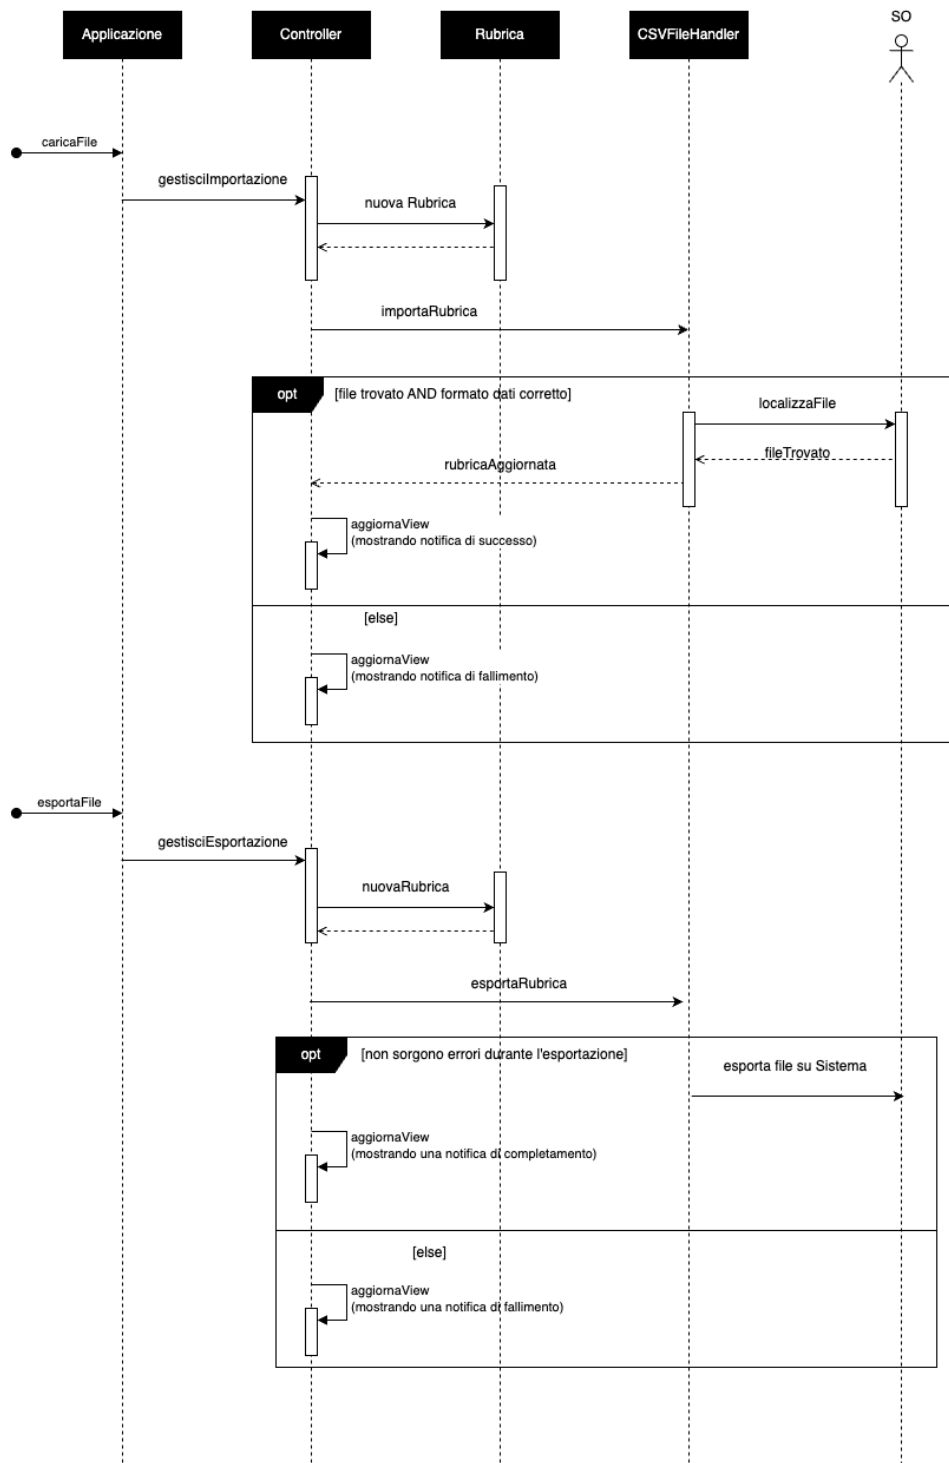 SO
Applicazione
Controller
Rubrica
CSVFileHandler
caricaFile
gestisciImportazione
nuova Rubrica
importaRubrica
opt
[file trovato AND formato dati corretto]
localizzaFile
fileTrovato
rubricaAggiornata
aggiornaView
(mostrando notifica di successo)
[else]
aggiornaView
(mostrando notifica di fallimento)
esportaFile
gestisciEsportazione
nuovaRubrica
esportaRubrica
opt
[non sorgono errori durante l'esportazione]
esporta file su Sistema
aggiornaView
(mostrando una notifica di completamento)
[else]
aggiornaView
(mostrando una notifica di fallimento)